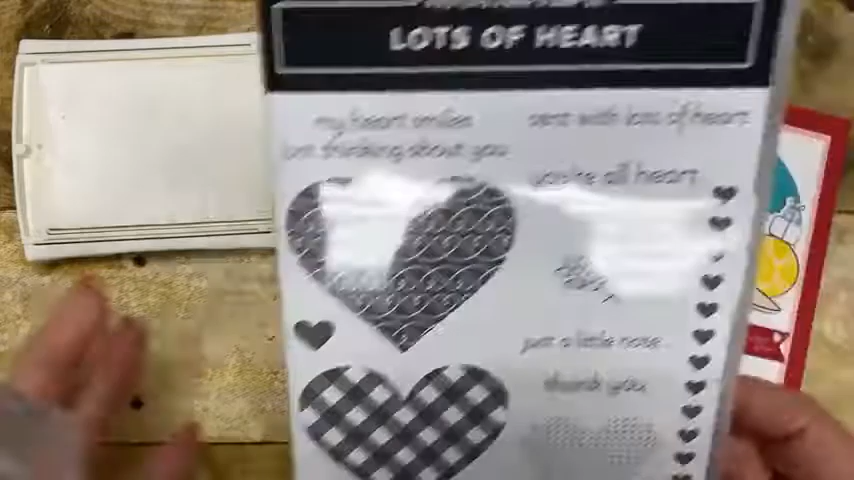 LOTS OF HEART
my heart smiles
just thinking about you
sent with lots of heart
you're all heart
just a little note
thank you